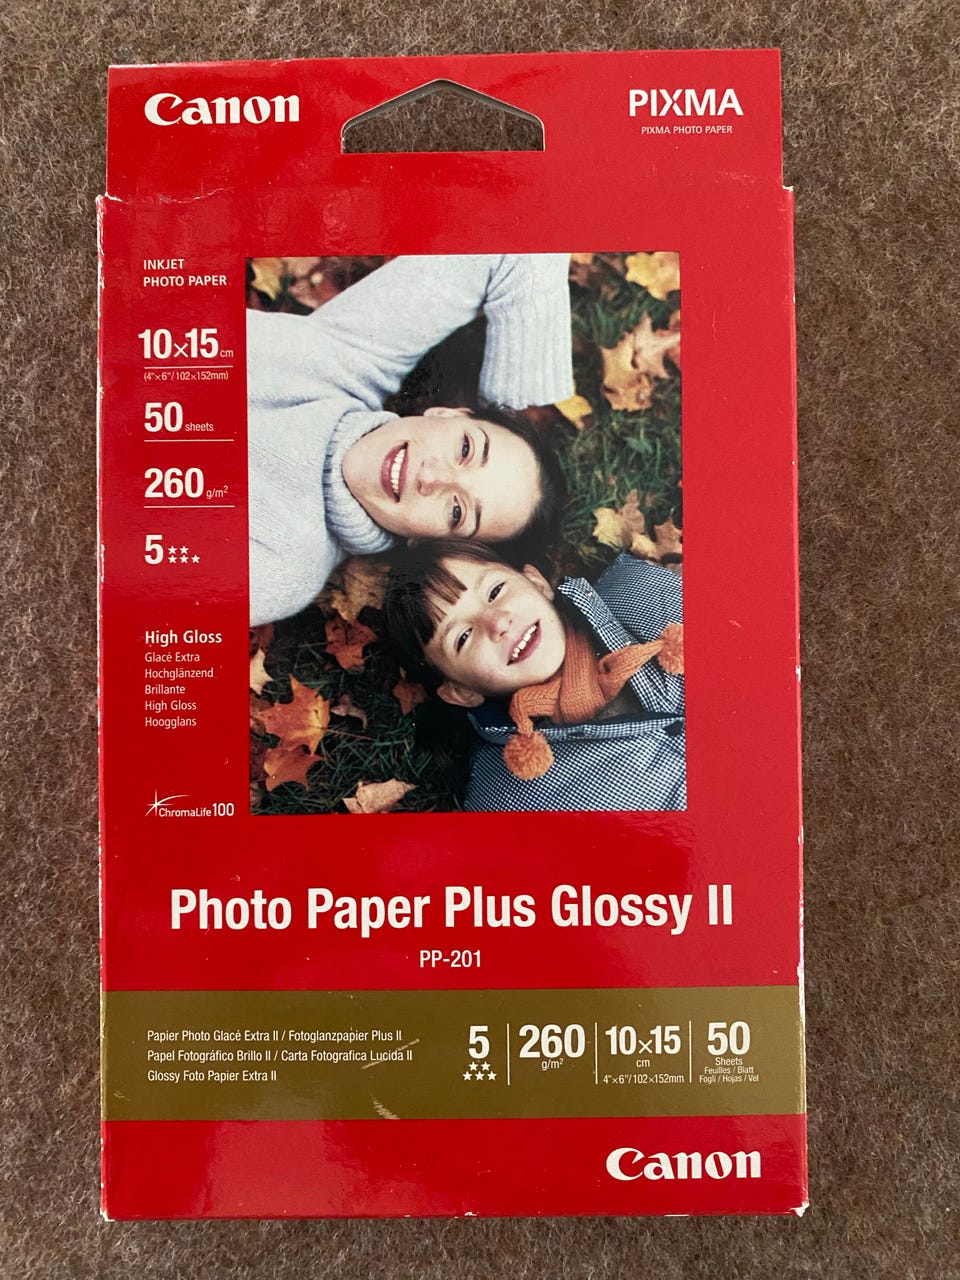 Canon
PIXMA
PIXMA PHOTO PAPER
INKJET
PHOTO PAPER
10x15 cm
(4"x6"/102x152mm)
50 sheets
260 g/m²
5
High Gloss
Glacé Extra
Hochglänzend
Brillante
High Gloss
Hoogglans
ChromaLife100
Photo Paper Plus Glossy II
PP-201
Papier Photo Glacé Extra II / Fotoglanzpapier Plus II
Papel Fotográfico Brillo II / Carta Fotografica Lucida II
Glossy Foto Papier Extra II
5
260
g/m²
10x15
cm
4"x6"/102x152mm
50
Sheets
Feuilles / Blatt
Fogli / Hojas / Vel
Canon